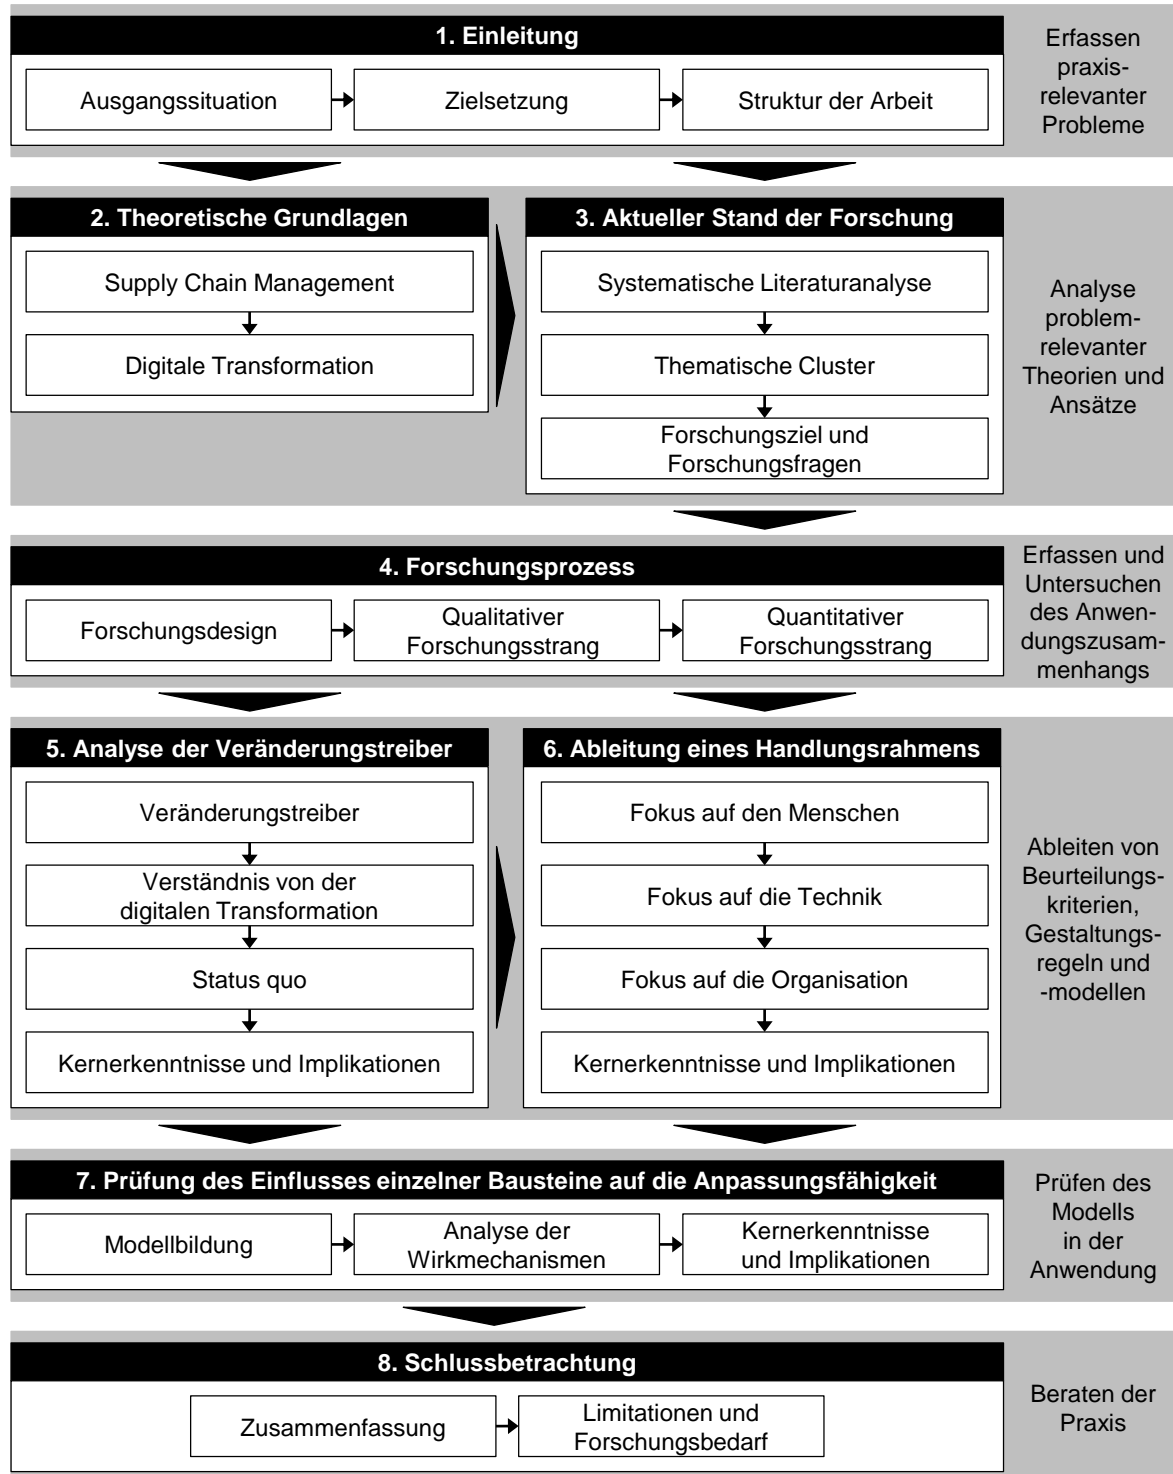 1. Einleitung
Ausgangssituation
Zielsetzung
Struktur der Arbeit
Erfassen
praxis-
relevanter
Probleme
2. Theoretische Grundlagen
Supply Chain Management
Digitale Transformation
3. Aktueller Stand der Forschung
Systematische Literaturanalyse
Thematische Cluster
Forschungsziel und
Forschungsfragen
Analyse
problem-
relevanter
Theorien und
Ansätze
4. Forschungsprozess
Forschungsdesign
Qualitativer
Forschungsstrang
Quantitativer
Forschungsstrang
Erfassen und
Untersuchen
des Anwen-
dungszusam-
menhangs
5. Analyse der Veränderungstreiber
Veränderungstreiber
Verständnis von der
digitalen Transformation
Status quo
Kernerkenntnisse und Implikationen
6. Ableitung eines Handlungsrahmens
Fokus auf den Menschen
Fokus auf die Technik
Fokus auf die Organisation
Kernerkenntnisse und Implikationen
Ableiten von
Beurteilungs-
kriterien,
Gestaltungs-
regeln und
-modellen
7. Prüfung des Einflusses einzelner Bausteine auf die Anpassungsfähigkeit
Modellbildung
Analyse der
Wirkmechanismen
Kernerkenntnisse
und Implikationen
Prüfen des
Modells
in der
Anwendung
8. Schlussbetrachtung
Zusammenfassung
Limitationen und
Forschungsbedarf
Beraten der
Praxis